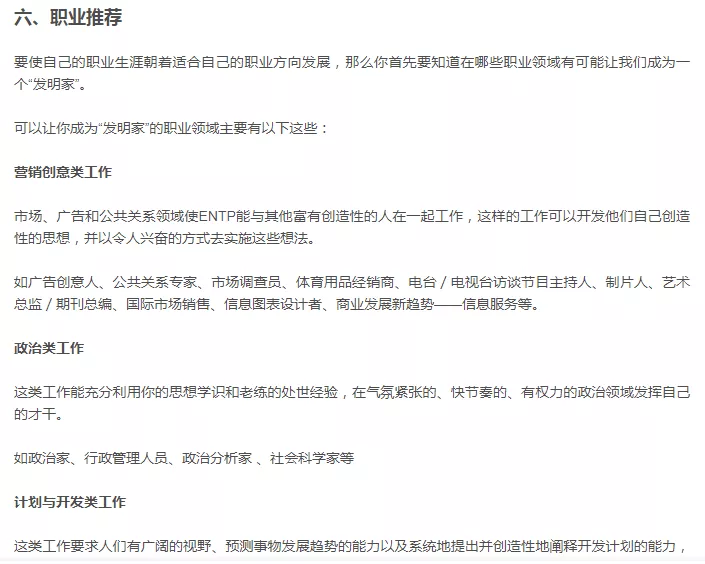 六、职业推荐
要使自己的职业生涯朝着适合自己的职业方向发展，那么你首先要知道在哪些职业领域有可能让我们成为一
个“发明家”。
可以让你成为“发明家”的职业领域主要有以下这些：
营销创意类工作
市场、广告和公共关系领域使ENTP能与其他富有创造性的人在一起工作，这样的工作可以开发他们自己创造
性的思想，并以令人兴奋的方式去实施这些想法。
如广告创意人、公共关系专家、市场调查员、体育用品经销商、电台／电视台访谈节目主持人、制片人、艺术
总监／期刊总编、国际市场销售、信息图表设计者、商业发展新趋势——信息服务等。
政治类工作
这类工作能充分利用你的思想学识和老练的处世经验，在气氛紧张的、快节奏的、有权力的政治领域发挥自己
的才干。
如政治家、行政管理人员、政治分析家 、社会科学家等
计划与开发类工作
这类工作要求人们有广阔的视野、预测事物发展趋势的能力以及系统地提出并创造性地阐释开发计划的能力，